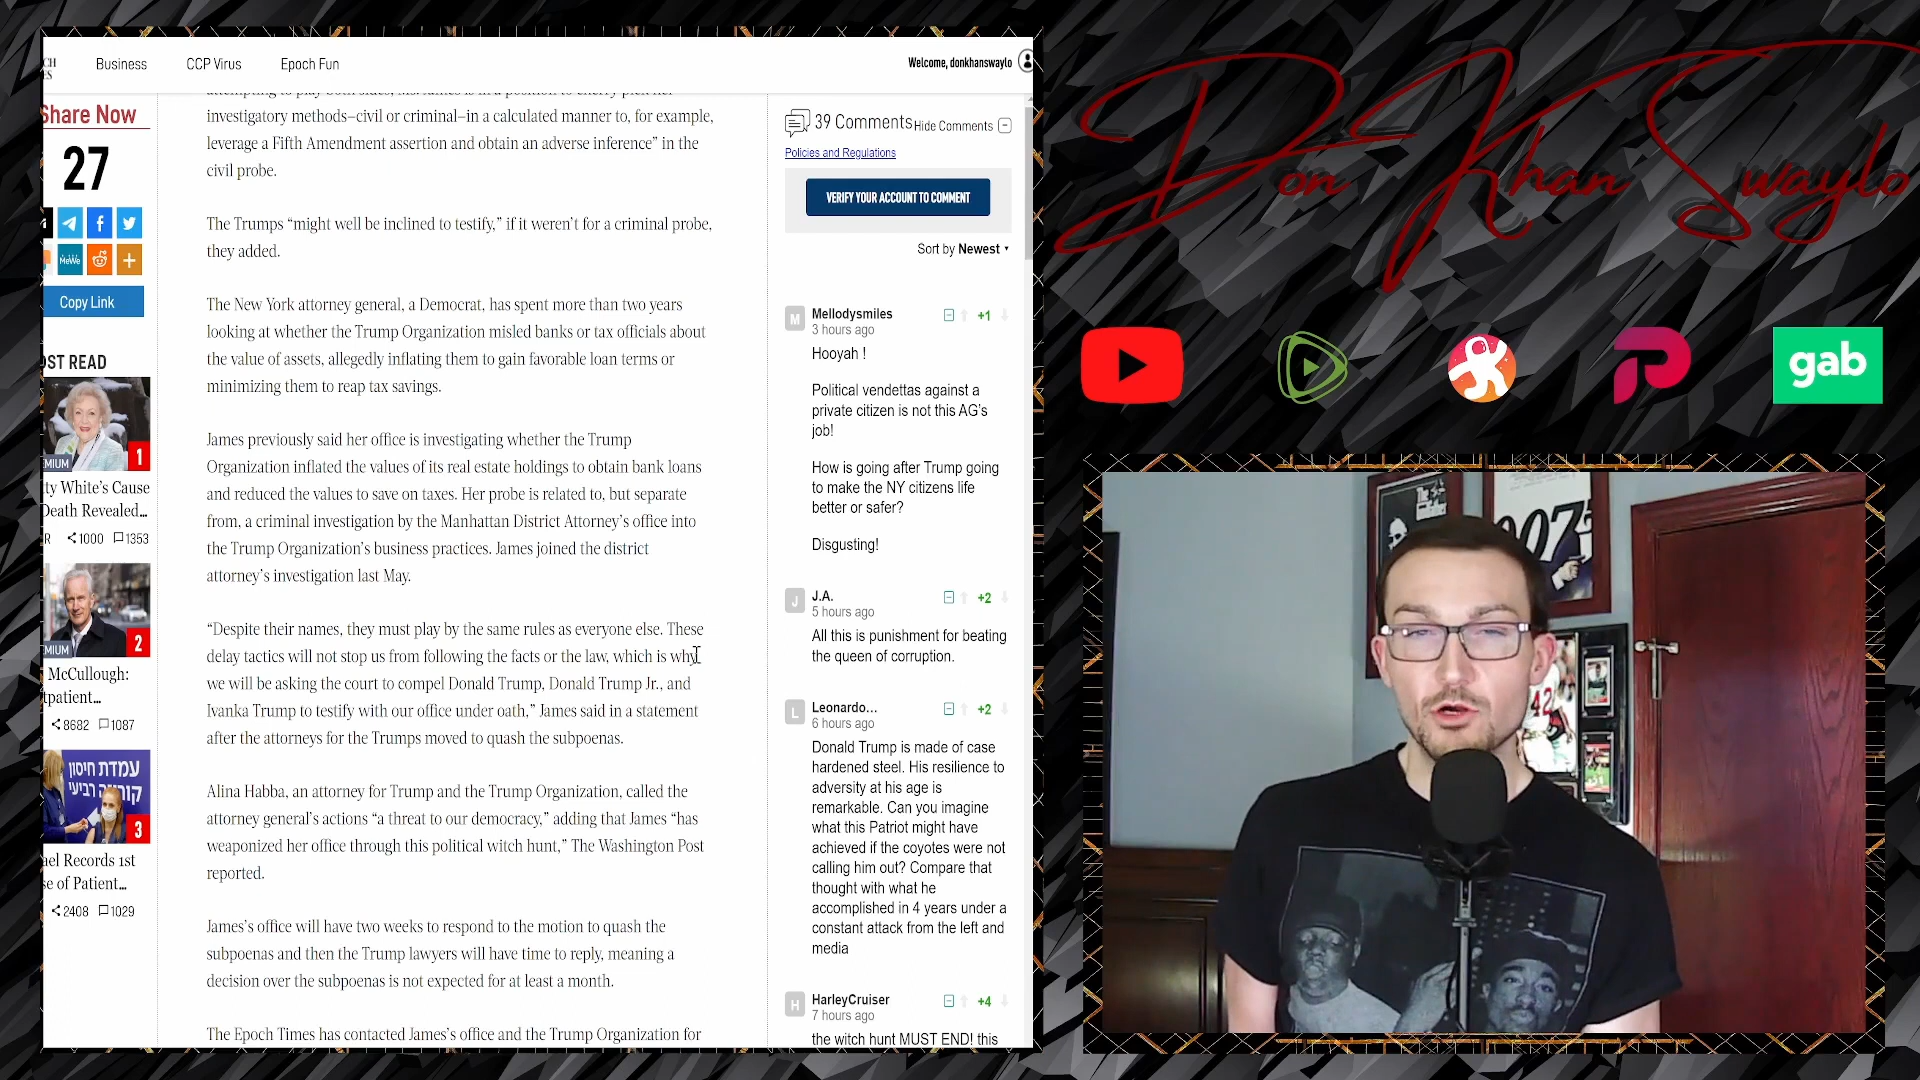 Business
CCP Virus
Epoch Fun
Welcome, donkhanswaylo
Share Now
27
MeWe
Copy Link
OST READ
MIUM
1
ty White's Cause
Death Revealed...
R
1000
1353
MIUM
2
McCullough:
tpatient...
8682
1087
עמדת חיסון
3
ael Records 1st
se of Patient...
2408
1029
investigatory methods–civil or criminal–in a calculated manner to, for example,
leverage a Fifth Amendment assertion and obtain an adverse inference” in the
civil probe.
The Trumps “might well be inclined to testify,” if it weren’t for a criminal probe,
they added.
The New York attorney general, a Democrat, has spent more than two years
looking at whether the Trump Organization misled banks or tax officials about
the value of assets, allegedly inflating them to gain favorable loan terms or
minimizing them to reap tax savings.
James previously said her office is investigating whether the Trump
Organization inflated the values of its real estate holdings to obtain bank loans
and reduced the values to save on taxes. Her probe is related to, but separate
from, a criminal investigation by the Manhattan District Attorney’s office into
the Trump Organization’s business practices. James joined the district
attorney’s investigation last May.
“Despite their names, they must play by the same rules as everyone else. These
delay tactics will not stop us from following the facts or the law, which is why
we will be asking the court to compel Donald Trump, Donald Trump Jr., and
Ivanka Trump to testify with our office under oath,” James said in a statement
after the attorneys for the Trumps moved to quash the subpoenas.
Alina Habba, an attorney for Trump and the Trump Organization, called the
attorney general’s actions “a threat to our democracy,” adding that James “has
weaponized her office through this political witch hunt,” The Washington Post
reported.
James’s office will have two weeks to respond to the motion to quash the
subpoenas and then the Trump lawyers will have time to reply, meaning a
decision over the subpoenas is not expected for at least a month.
The Epoch Times has contacted James’s office and the Trump Organization for
39 Comments
Hide Comments
Policies and Regulations
VERIFY YOUR ACCOUNT TO COMMENT
Sort by Newest
M
Mellodysmiles
+1
3 hours ago
Hooyah !
Political vendettas against a
private citizen is not this AG’s
job!
How is going after Trump going
to make the NY citizens life
better or safer?
Disgusting!
J
J.A.
+2
5 hours ago
All this is punishment for beating
the queen of corruption.
L
Leonardo...
+2
6 hours ago
Donald Trump is made of case
hardened steel. His resilience to
adversity at his age is
remarkable. Can you imagine
what this Patriot might have
achieved if the coyotes were not
calling him out? Compare that
thought with what he
accomplished in 4 years under a
constant attack from the left and
media
H
HarleyCruiser
+4
7 hours ago
the witch hunt MUST END! this
Don Khan Swaylo
gab
007
42